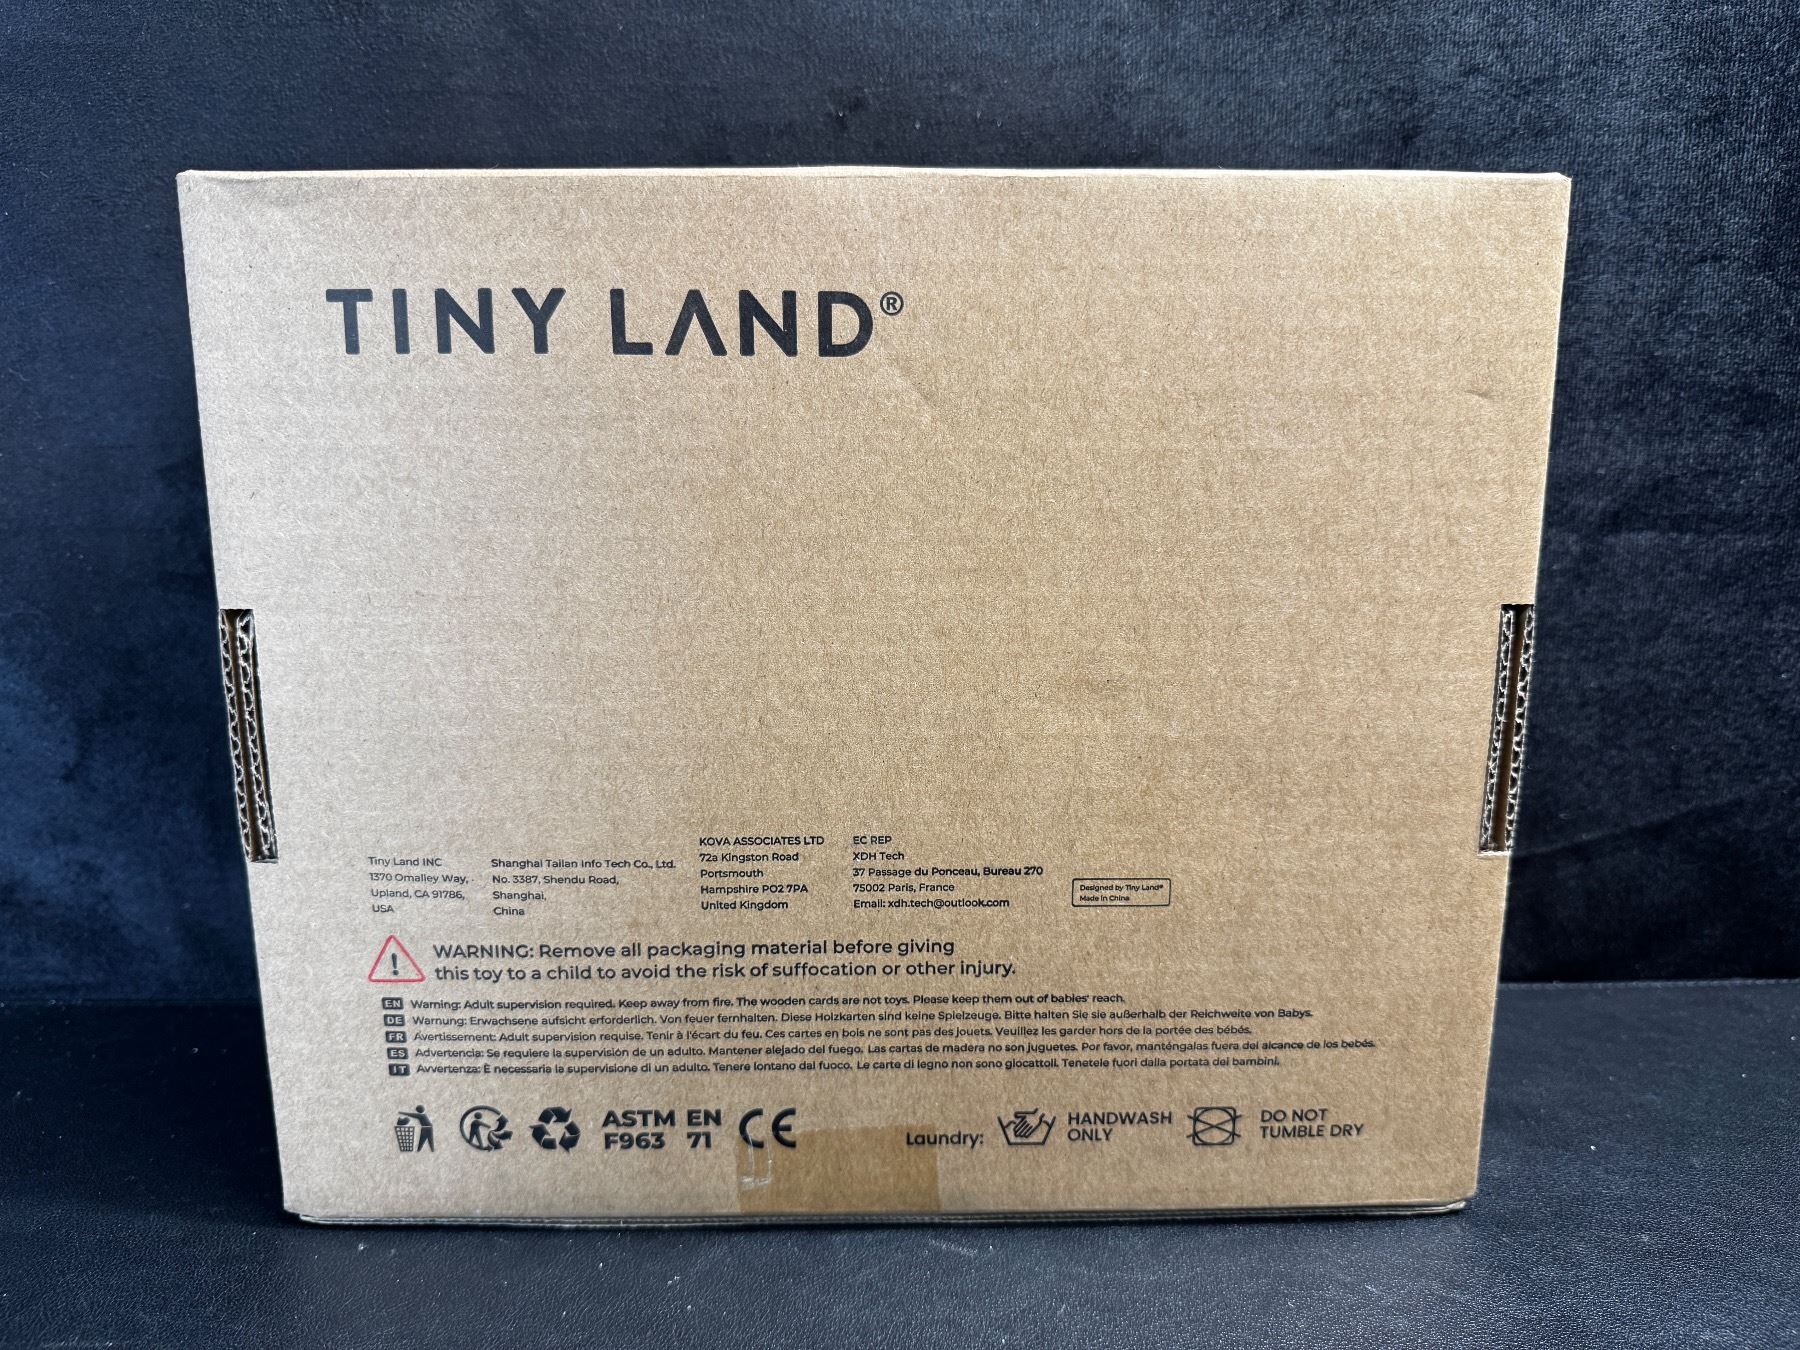 TINY LAND®
Tiny Land INC
1370 Omalley Way,
Upland, CA 91786,
USA
Shanghai Tailan Info Tech Co., Ltd.
No. 3387, Shendu Road,
Shanghai,
China
KOVA ASSOCIATES LTD
72a Kingston Road
Portsmouth
Hampshire PO2 7PA
United Kingdom
EC REP
XDH Tech
37 Passage du Ponceau, Bureau 270
75002 Paris, France
Email: xdh.tech@outlook.com
Designed by Tiny Land®
Made in China
WARNING: Remove all packaging material before giving
this toy to a child to avoid the risk of suffocation or other injury.
EN Warning: Adult supervision required. Keep away from fire. The wooden cards are not toys. Please keep them out of babies' reach.
DE Warnung: Erwachsene aufsicht erforderlich. Von feuer fernhalten. Diese Holzkarten sind keine Spielzeuge. Bitte halten Sie sie außerhalb der Reichweite von Babys.
FR Avertissement: Adult supervision requise. Tenir à l'écart du feu. Ces cartes en bois ne sont pas des jouets. Veuillez les garder hors de la portée des bébés.
ES Advertencia: Se requiere la supervisión de un adulto. Mantener alejado del fuego. Las cartas de madera no son juguetes. Por favor, manténgalas fuera del alcance de los bebés.
IT Avvertenza: È necessaria la supervisione di un adulto. Tenere lontano dal fuoco. Le carte di legno non sono giocattoli. Tenetele fuori dalla portata dei bambini.
ASTM F963
EN 71
CE
Laundry:
HANDWASH
ONLY
DO NOT
TUMBLE DRY